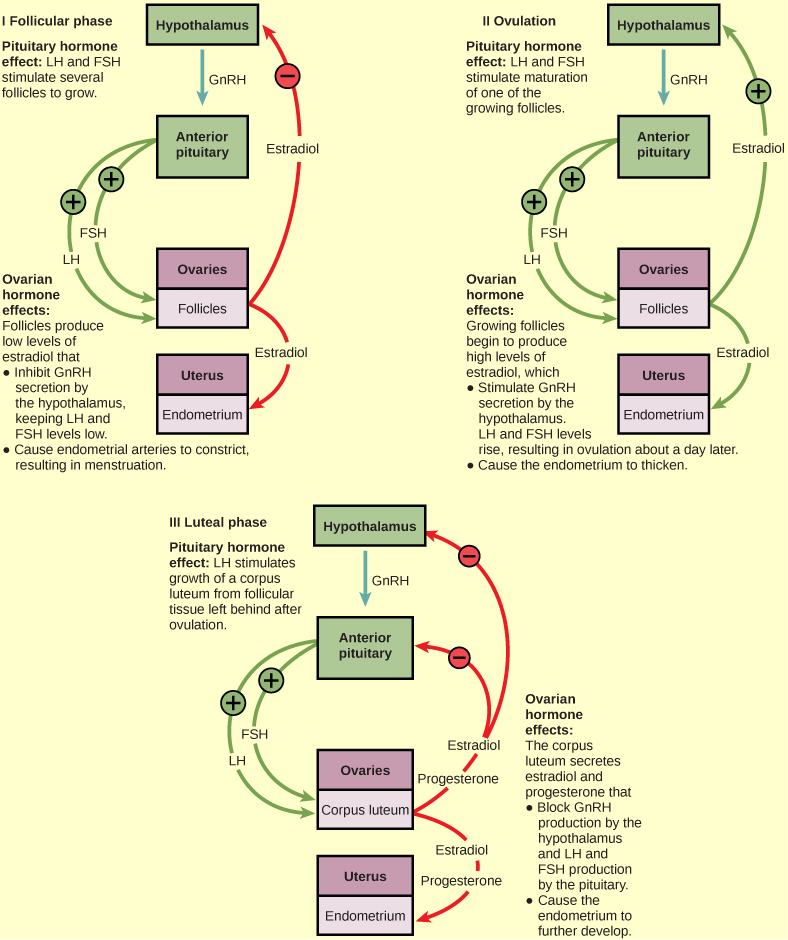 I Follicular phase
Pituitary hormone
effect: LH and FSH
stimulate several
follicles to grow.
Hypothalamus
−
GnRH
Anterior
pituitary
Estradiol
+
+
FSH
LH
Ovaries
Follicles
Estradiol
Uterus
Endometrium
Ovarian
hormone
effects:
Follicles produce
low levels of
estradiol that
● Inhibit GnRH
secretion by
the hypothalamus,
keeping LH and
FSH levels low.
● Cause endometrial arteries to constrict,
resulting in menstruation.
II Ovulation
Pituitary hormone
effect: LH and FSH
stimulate maturation
of one of the
growing follicles.
Hypothalamus
+
GnRH
Anterior
pituitary
Estradiol
+
+
FSH
LH
Ovaries
Follicles
Estradiol
Uterus
Endometrium
Ovarian
hormone
effects:
Growing follicles
begin to produce
high levels of
estradiol, which
● Stimulate GnRH
secretion by the
hypothalamus.
LH and FSH levels
rise, resulting in ovulation about a day later.
● Cause the endometrium to thicken.
III Luteal phase
Pituitary hormone
effect: LH stimulates
growth of a corpus
luteum from follicular
tissue left behind after
ovulation.
Hypothalamus
−
GnRH
Anterior
pituitary
−
+
+
FSH
LH
Estradiol
Progesterone
Ovaries
Corpus luteum
Estradiol
Progesterone
Uterus
Endometrium
Ovarian
hormone
effects:
The corpus
luteum secretes
estradiol and
progesterone that
● Block GnRH
production by the
hypothalamus
and LH and
FSH production
by the pituitary.
● Cause the
endometrium to
further develop.